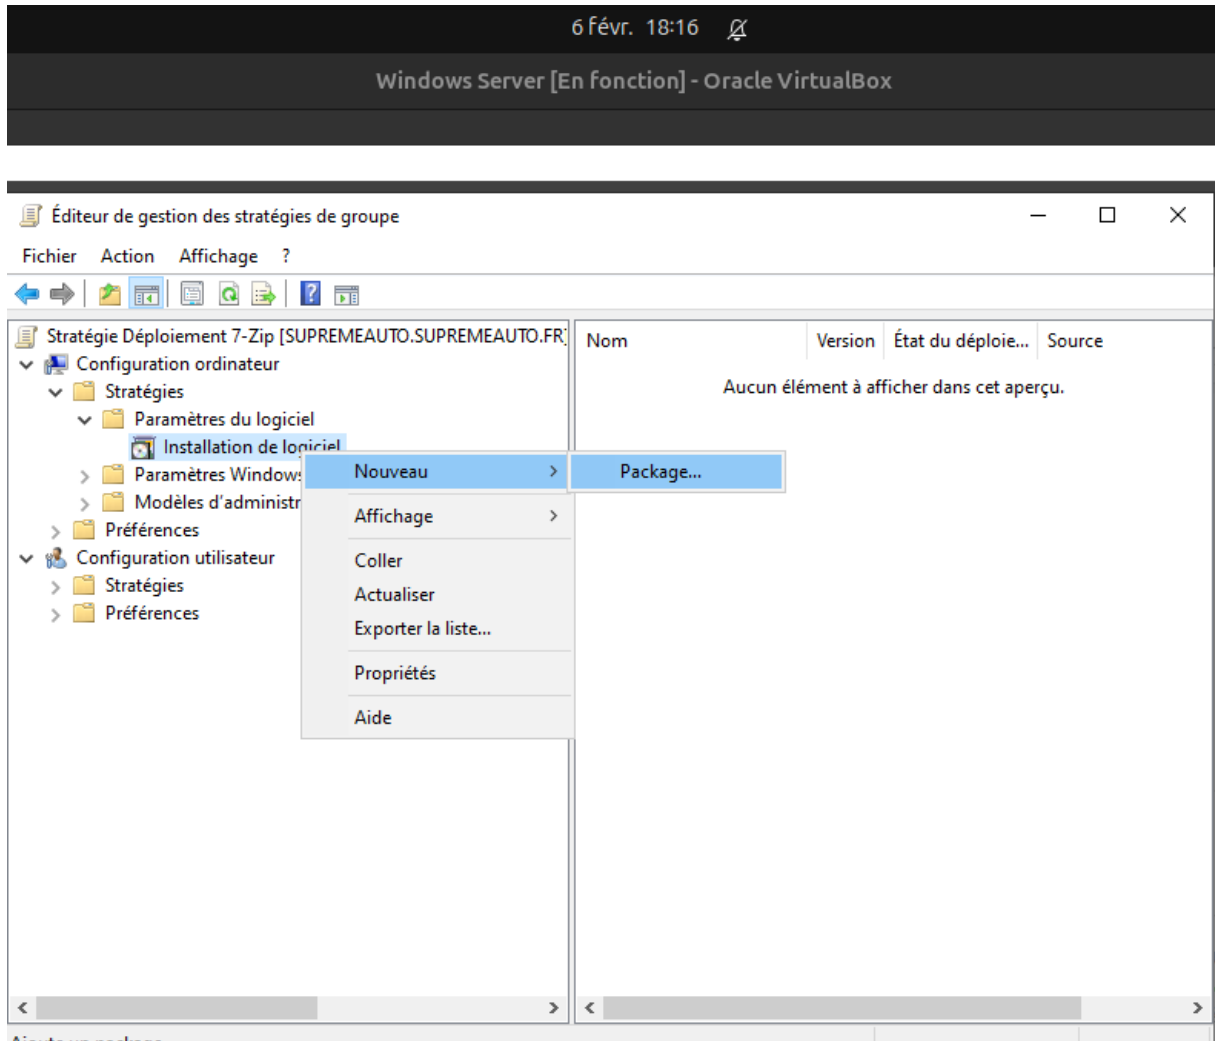 6 févr. 18:16
Windows Server [En fonction] - Oracle VirtualBox
Éditeur de gestion des stratégies de groupe
Fichier Action Affichage ?
Stratégie Déploiement 7-Zip [SUPREMEAUTO.SUPREMEAUTO.FR]
Nom Version État du déploie... Source
Configuration ordinateur
Aucun élément à afficher dans cet aperçu.
Stratégies
Paramètres du logiciel
Installation de logiciel
Paramètres Windows
Modèles d'administr
Préférences
Configuration utilisateur
Stratégies
Préférences
Nouveau
Package...
Affichage
Coller
Actualiser
Exporter la liste...
Propriétés
Aide
Ajoute un package